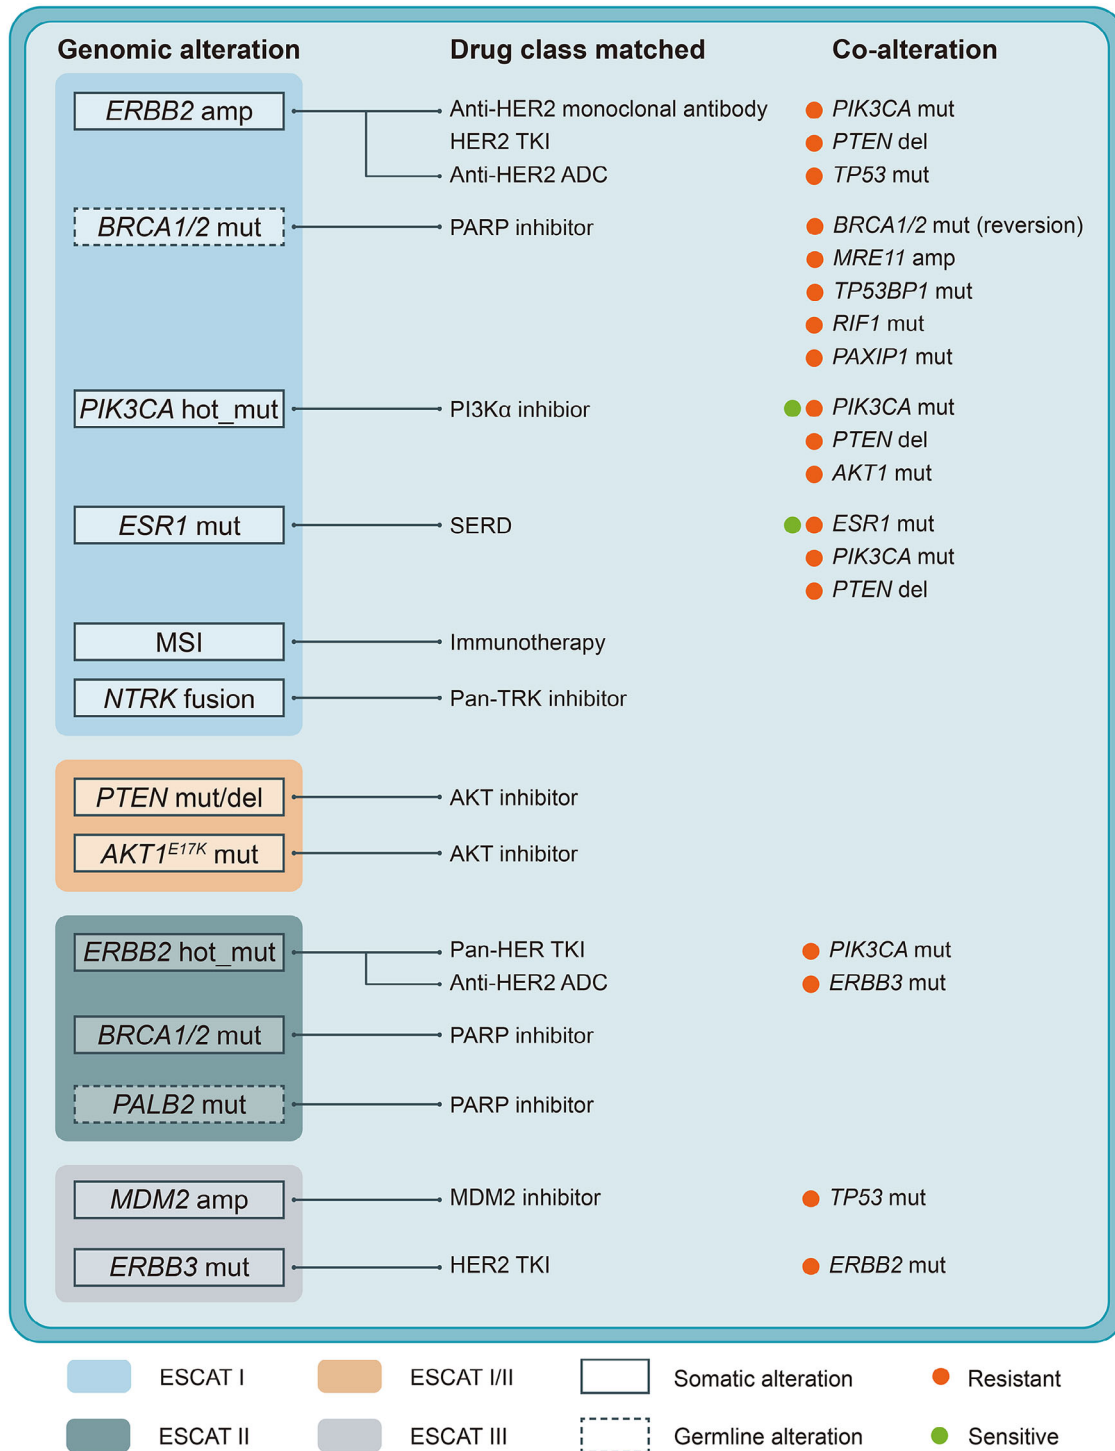 Genomic alteration Drug class matched Co-alteration
ERBB2 amp Anti-HER2 monoclonal antibody PIK3CA mut
HER2 TKI PTEN del
Anti-HER2 ADC TP53 mut
BRCA1/2 mut PARP inhibitor BRCA1/2 mut (reversion)
MRE11 amp
TP53BP1 mut
RIF1 mut
PAXIP1 mut
PIK3CA hot_mut PI3Kα inhibior PIK3CA mut
PTEN del
AKT1 mut
ESR1 mut SERD ESR1 mut
PIK3CA mut
PTEN del
MSI Immunotherapy
NTRK fusion Pan-TRK inhibitor
PTEN mut/del AKT inhibitor
AKT1E17K mut AKT inhibitor
ERBB2 hot_mut Pan-HER TKI PIK3CA mut
Anti-HER2 ADC ERBB3 mut
BRCA1/2 mut PARP inhibitor
PALB2 mut PARP inhibitor
MDM2 amp MDM2 inhibitor TP53 mut
ERBB3 mut HER2 TKI ERBB2 mut
ESCAT I ESCAT I/II Somatic alteration Resistant
ESCAT II ESCAT III Germline alteration Sensitive